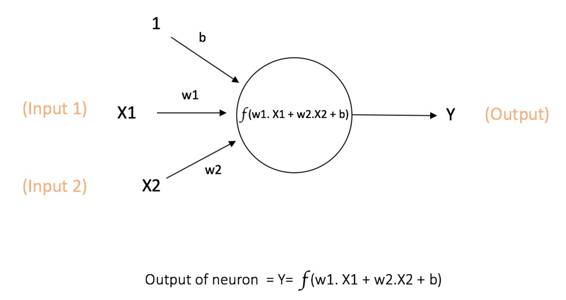 1
b
w1
(Input 1) X1 f(w1. X1 + w2.X2 + b) Y (Output)
w2
(Input 2) X2
Output of neuron = Y= f(w1. X1 + w2.X2 + b)